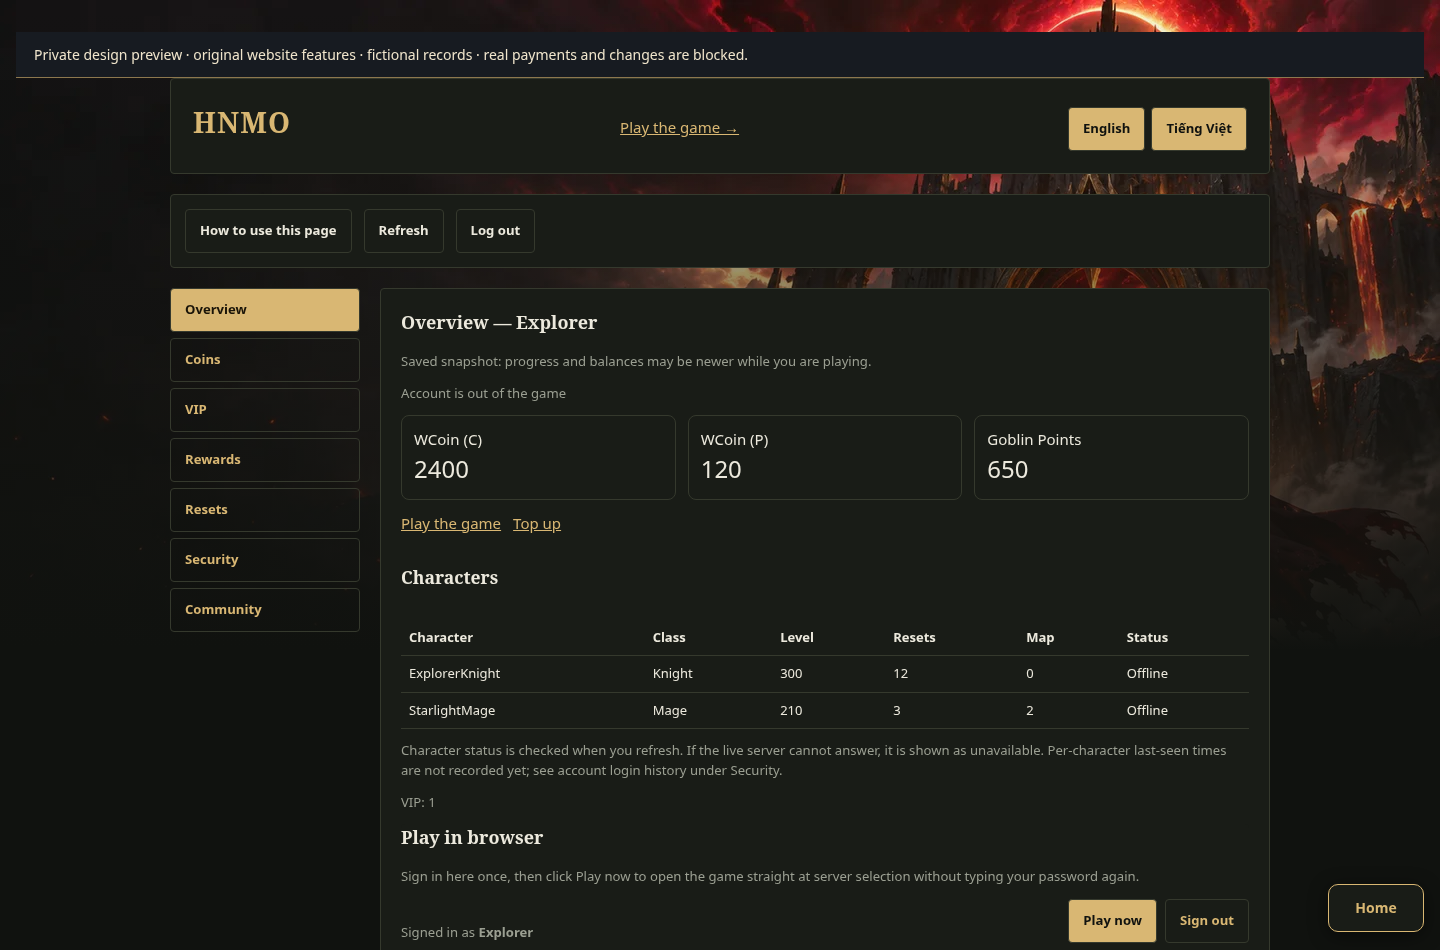 Private design preview · original website features · fictional records · real payments and changes are blocked.
HNMO
Play the game →
English
Tiếng Việt
How to use this page
Refresh
Log out
Overview
Coins
VIP
Rewards
Resets
Security
Community
Overview — Explorer
Saved snapshot: progress and balances may be newer while you are playing.
Account is out of the game
WCoin (C)
2400
WCoin (P)
120
Goblin Points
650
Play the game Top up
Characters
Character Class Level Resets Map Status
ExplorerKnight Knight 300 12 0 Offline
StarlightMage Mage 210 3 2 Offline
Character status is checked when you refresh. If the live server cannot answer, it is shown as unavailable. Per-character last-seen times
are not recorded yet; see account login history under Security.
VIP: 1
Play in browser
Sign in here once, then click Play now to open the game straight at server selection without typing your password again.
Signed in as Explorer
Play now
Sign out
Home